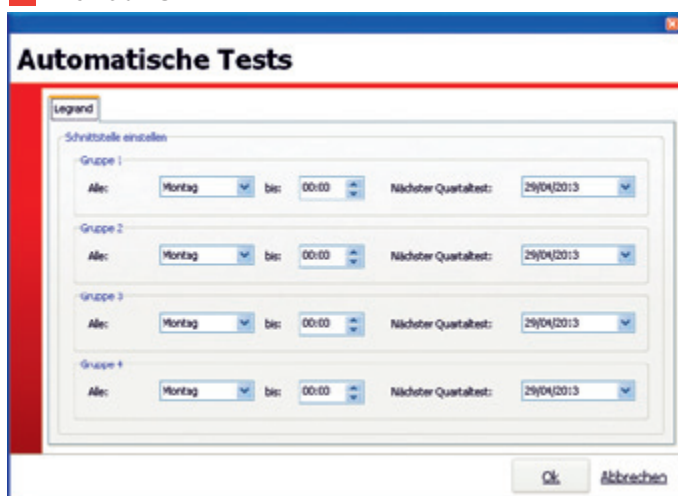 Automatische Tests
Legrand
Schnittstelle einstellen
Gruppe 1
Alle: Montag bis: 00:00 Nächster Quartaltest: 29/04/2013
Gruppe 2
Alle: Montag bis: 00:00 Nächster Quartaltest: 29/04/2013
Gruppe 3
Alle: Montag bis: 00:00 Nächster Quartaltest: 29/04/2013
Gruppe 4
Alle: Montag bis: 00:00 Nächster Quartaltest: 29/04/2013
Ok Abbrechen